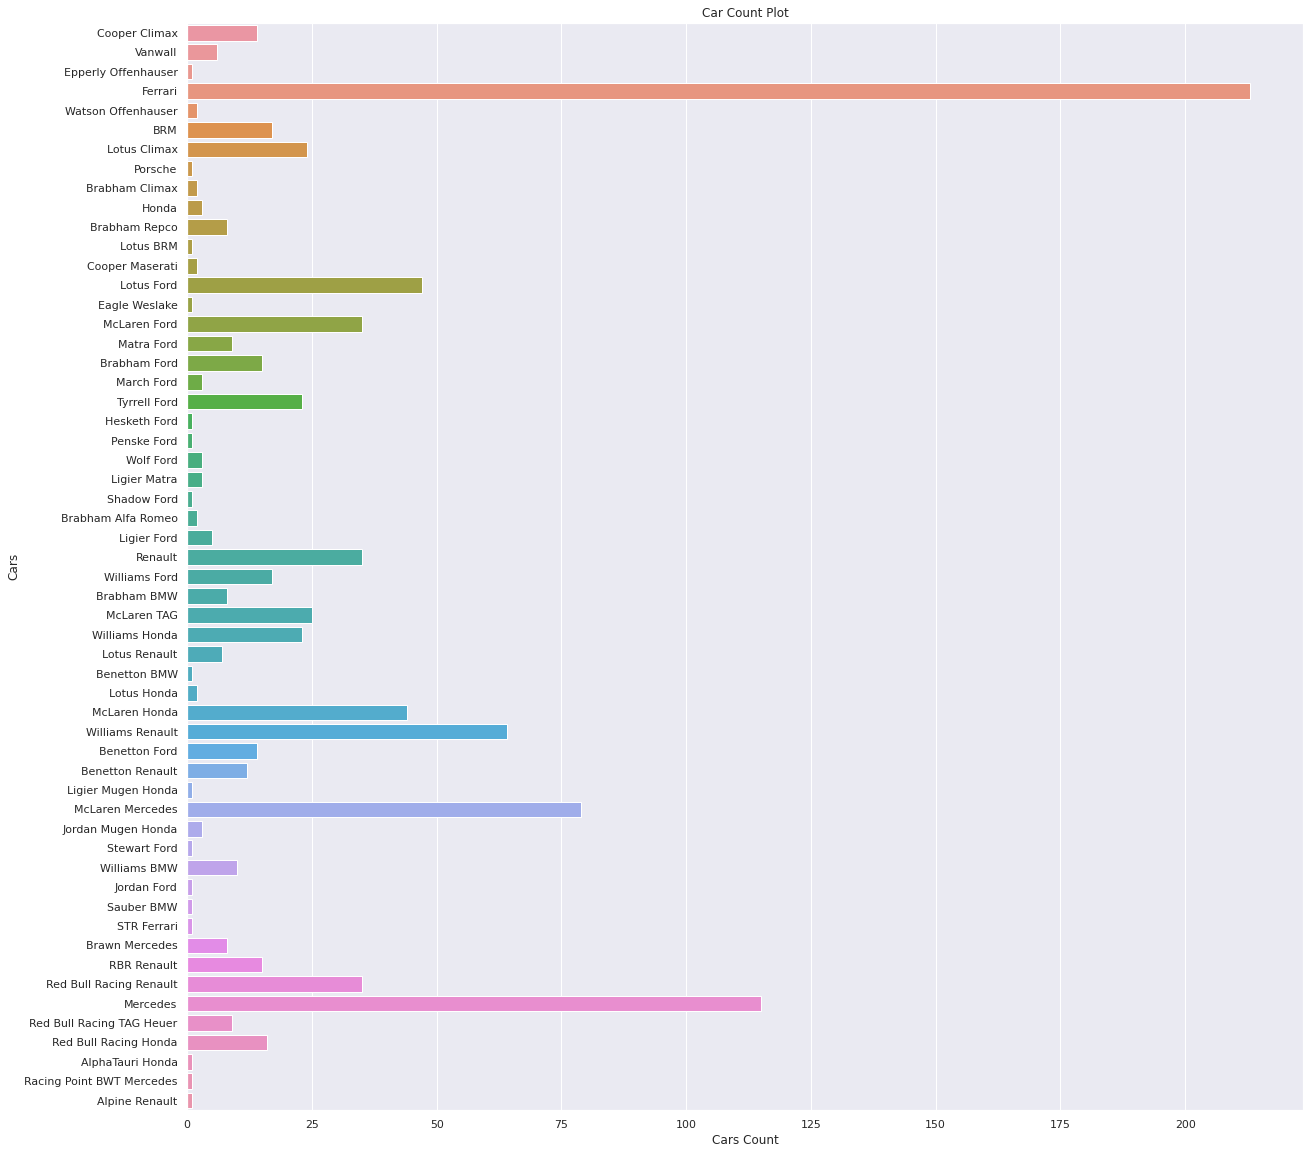 Car Count Plot
Cooper Climax
Vanwall
Epperly Offenhauser
Ferrari
Watson Offenhauser
BRM
Lotus Climax
Porsche
Brabham Climax
Honda
Brabham Repco
Lotus BRM
Cooper Maserati
Lotus Ford
Eagle Weslake
McLaren Ford
Matra Ford
Brabham Ford
March Ford
Tyrrell Ford
Hesketh Ford
Penske Ford
Wolf Ford
Ligier Matra
Shadow Ford
Brabham Alfa Romeo
Ligier Ford
Renault
Williams Ford
Brabham BMW
McLaren TAG
Williams Honda
Lotus Renault
Benetton BMW
Lotus Honda
McLaren Honda
Williams Renault
Benetton Ford
Benetton Renault
Ligier Mugen Honda
McLaren Mercedes
Jordan Mugen Honda
Stewart Ford
Williams BMW
Jordan Ford
Sauber BMW
STR Ferrari
Brawn Mercedes
RBR Renault
Red Bull Racing Renault
Mercedes
Red Bull Racing TAG Heuer
Red Bull Racing Honda
AlphaTauri Honda
Racing Point BWT Mercedes
Alpine Renault
Cars
0 25 50 75 100 125 150 175 200
Cars Count